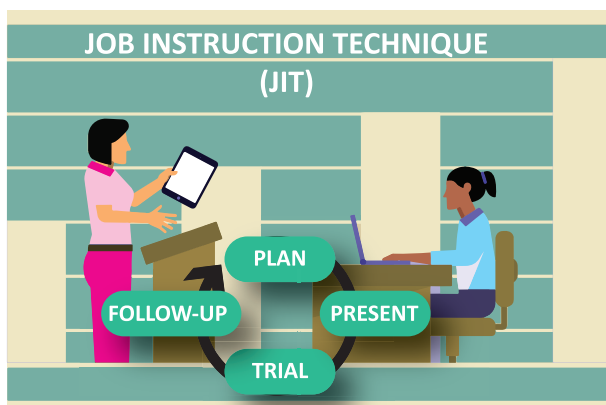 JOB INSTRUCTION TECHNIQUE
(JIT)
PLAN
FOLLOW-UP
PRESENT
TRIAL